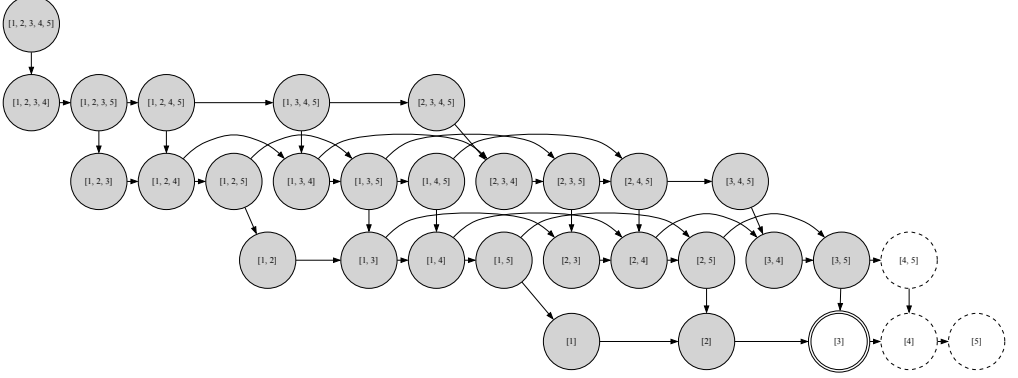 [1, 2, 3, 4, 5]
[1, 2, 3, 4]
[1, 2, 3, 5]
[1, 2, 4, 5]
[1, 3, 4, 5]
[2, 3, 4, 5]
[1, 2, 3]
[1, 2, 4]
[1, 2, 5]
[1, 3, 4]
[1, 3, 5]
[1, 4, 5]
[2, 3, 4]
[2, 3, 5]
[2, 4, 5]
[3, 4, 5]
[1, 2]
[1, 3]
[1, 4]
[1, 5]
[2, 3]
[2, 4]
[2, 5]
[3, 4]
[3, 5]
[4, 5]
[1]
[2]
[3]
[4]
[5]